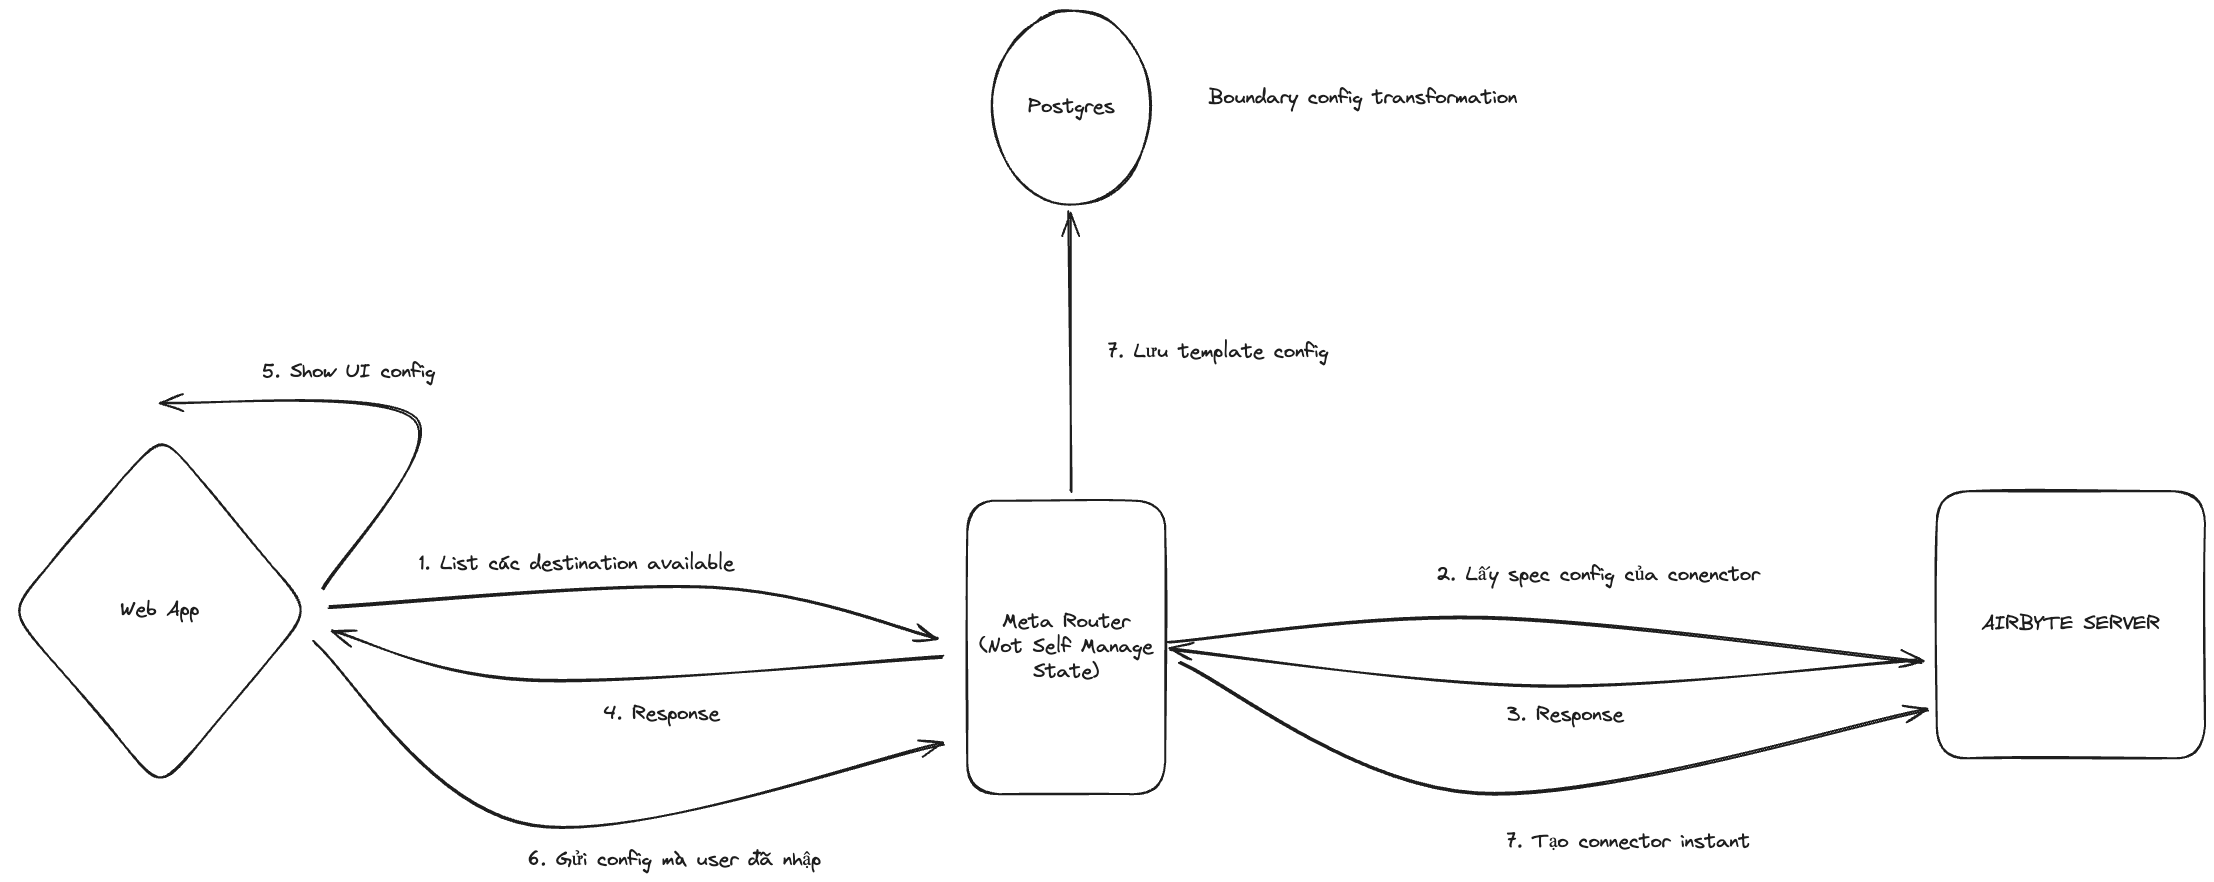 Postgres
Boundary config transformation
7. Lưu template config
5. Show UI config
1. List các destination available
2. Lấy spec config của conenctor
Web App
Meta Router
(Not Self Manage
State)
AIRBYTE SERVER
4. Response
3. Response
7. Tạo connector instant
6. Gửi config mà user đã nhập